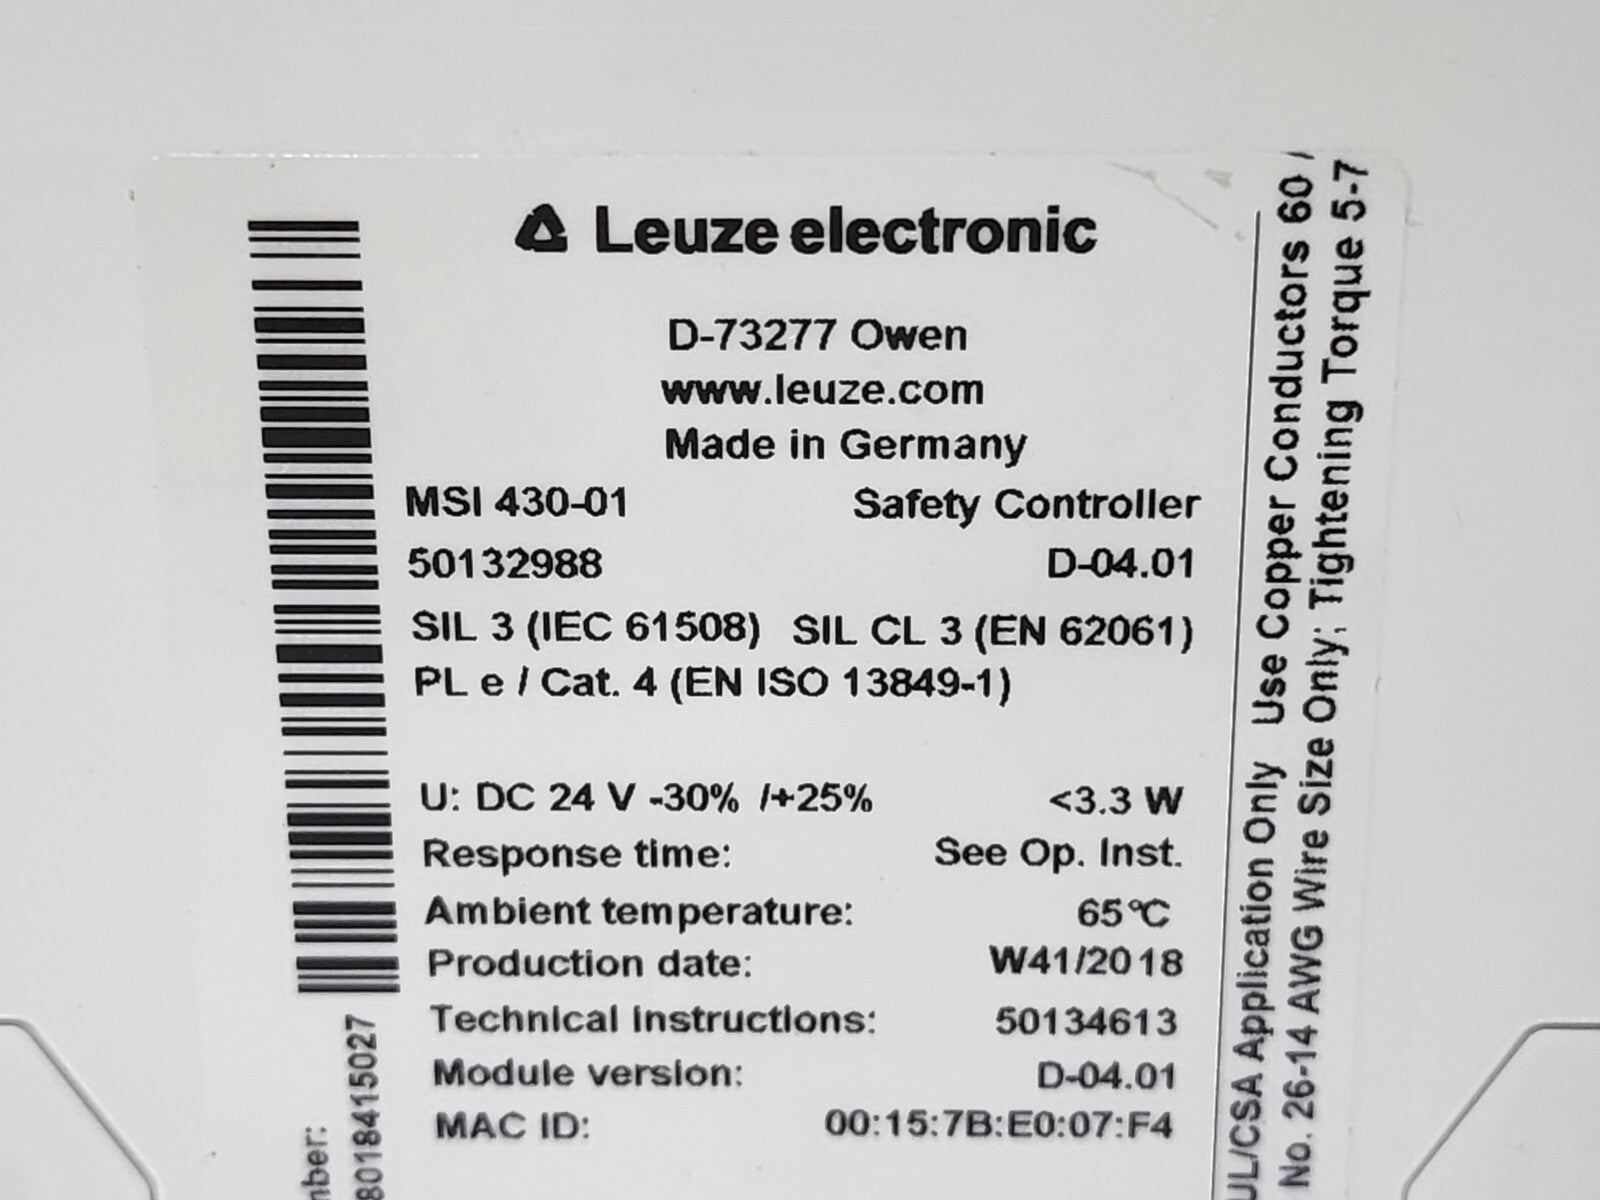 Leuze electronic
D-73277 Owen
www.leuze.com
Made in Germany
MSI 430-01 Safety Controller
50132988 D-04.01
SIL 3 (IEC 61508) SIL CL 3 (EN 62061)
PL e / Cat. 4 (EN ISO 13849-1)
U: DC 24 V -30% /+25% <3.3 W
Response time: See Op. Inst.
Ambient temperature: 65°C
Production date: W41/2018
Technical instructions: 50134613
Module version: D-04.01
MAC ID: 00:15:7B:E0:07:F4
UL/CSA Application Only Use Copper Conductors 60 /
No. 26-14 AWG Wire Size Only; Tightening Torque 5-7
mber:
8018415027